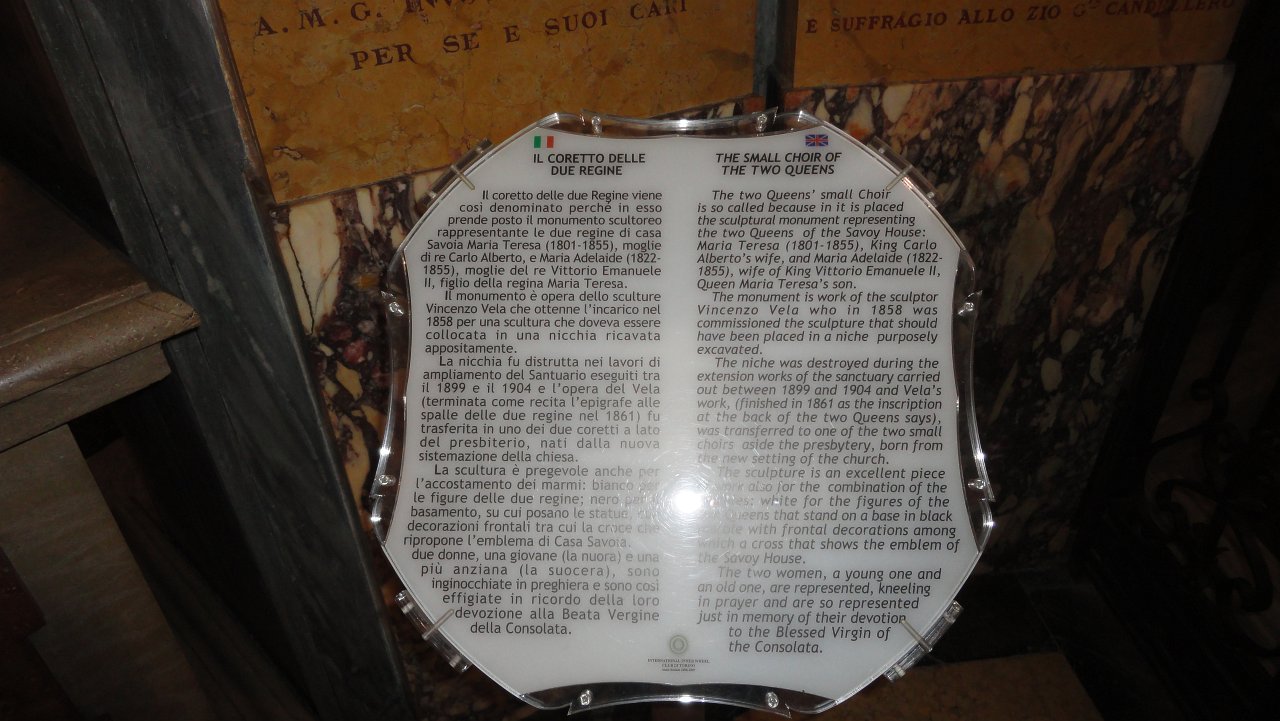 A. M. G.
PER SE E SUOI CARI
E SUFFRAGIO ALLO ZIO
IL CORETTO DELLE
DUE REGINE
Il coretto delle due Regine viene
così denominato perché in esso
prende posto il monumento scultoreo
rappresentante le due regine di casa
Savoia Maria Teresa (1801-1855), moglie
di re Carlo Alberto, e Maria Adelaide (1822-
1855), moglie del re Vittorio Emanuele
II, figlio della regina Maria Teresa.
Il monumento è opera dello sculture
Vincenzo Vela che ottenne l'incarico nel
1858 per una scultura che doveva essere
collocata in una nicchia ricavata
appositamente.
La nicchia fu distrutta nei lavori di
ampliamento del Santuario eseguiti tra
il 1899 e il 1904 e l'opera del Vela
(terminata come recita l'epigrafe alle
spalle delle due regine nel 1861) fu
trasferita in uno dei due coretti a lato
del presbiterio, nati dalla nuova
sistemazione della chiesa.
La scultura è pregevole anche per
l'accostamento dei marmi: bianco per
le figure delle due regine; nero per il
basamento, su cui posano le statue,
decorazioni frontali tra cui la croce che
ripropone l'emblema di Casa Savoia.
due donne, una giovane (la nuora) e una
più anziana (la suocera), sono
inginocchiate in preghiera e sono così
effigiate in ricordo della loro
devozione alla Beata Vergine
della Consolata.
THE SMALL CHOIR OF
THE TWO QUEENS
The two Queens' small Choir
is so called because in it is placed
the sculptural monument representing
the two Queens of the Savoy House:
Maria Teresa (1801-1855), King Carlo
Alberto's wife, and Maria Adelaide (1822-
1855), wife of King Vittorio Emanuele II,
Queen Maria Teresa's son.
The monument is work of the sculptor
Vincenzo Vela who in 1858 was
commissioned the sculpture that should
have been placed in a niche purposely
excavated.
The niche was destroyed during the
extension works of the sanctuary carried
out between 1899 and 1904 and Vela's
work, (finished in 1861 as the inscription
at the back of the two Queens says),
was transferred to one of the two small
choirs aside the presbytery, born from
the new setting of the church.
The sculpture is an excellent piece
work also for the combination of the
white for the figures of the
Queens that stand on a base in black
marble with frontal decorations among
which a cross that shows the emblem of
the Savoy House.
The two women, a young one and
an old one, are represented, kneeling
in prayer and are so represented
just in memory of their devotion
to the Blessed Virgin of
the Consolata.
INTERNATIONAL INNER WHEEL
CLUB DI TORINO